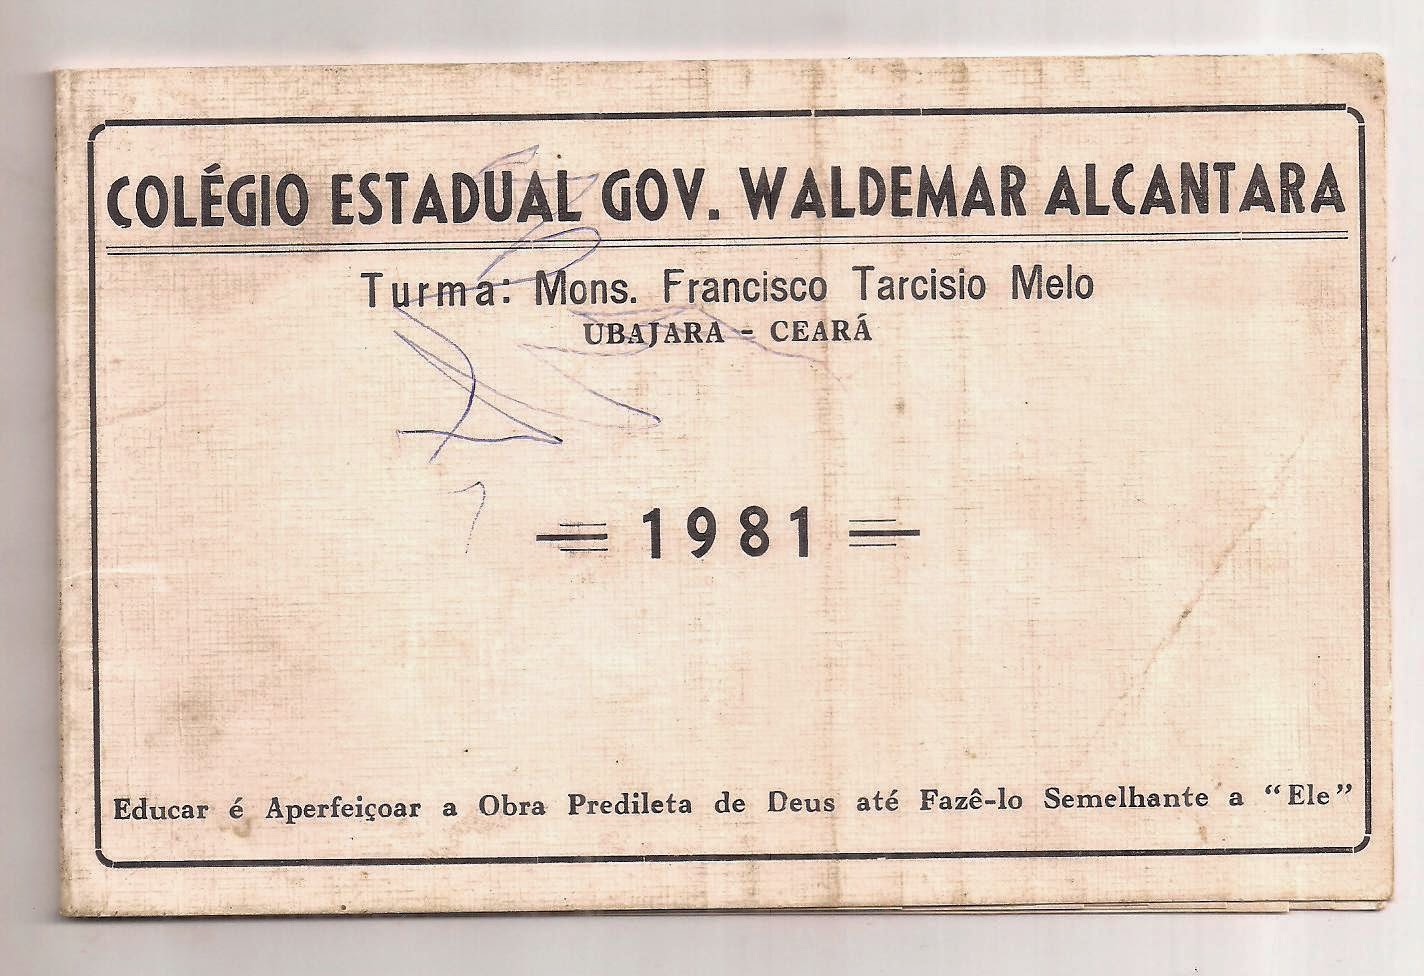 COLÉGIO ESTADUAL GOV. WALDEMAR ALCANTARA
Turma: Mons. Francisco Tarcisio Melo
UBAJARA - CEARÁ
1981
Educar é Aperfeiçoar a Obra Predileta de Deus até Fazê-lo Semelhante a “Ele”